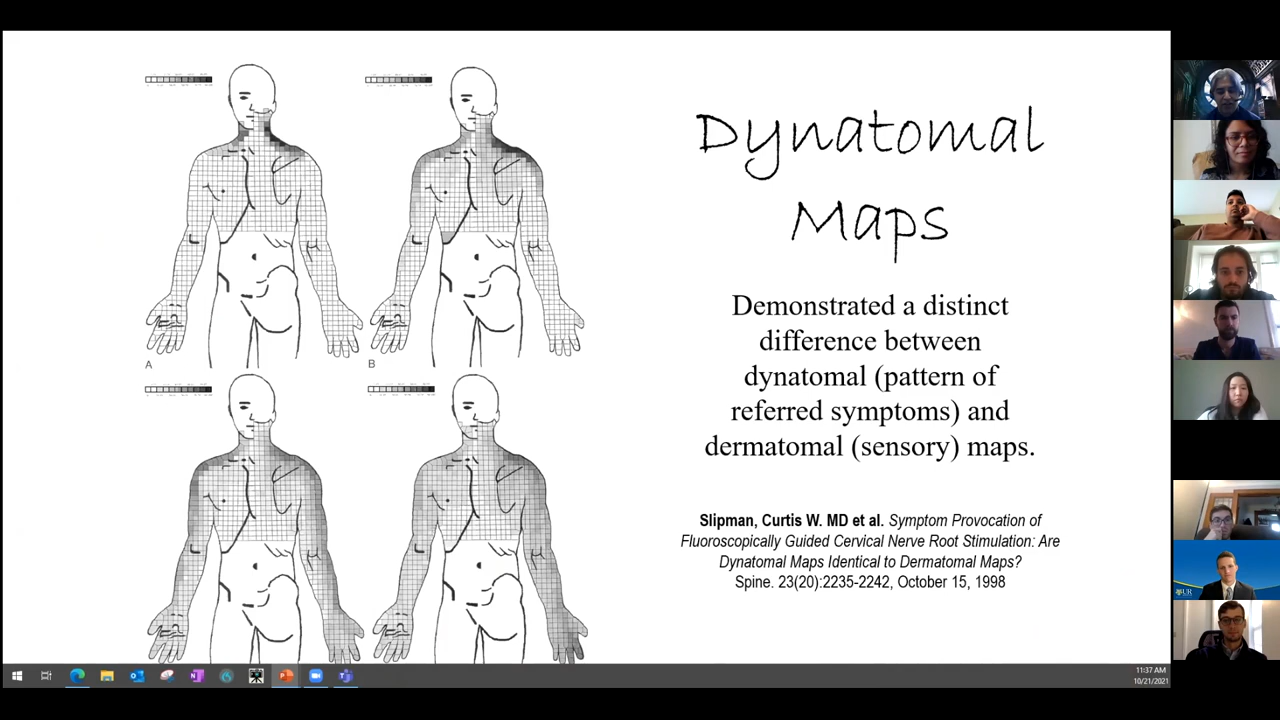 Dynatomal
Maps
Demonstrated a distinct
difference between
dynatomal (pattern of
referred symptoms) and
dermatomal (sensory) maps.
Slipman, Curtis W. MD et al. Symptom Provocation of
Fluoroscopically Guided Cervical Nerve Root Stimulation: Are
Dynatomal Maps Identical to Dermatomal Maps?
Spine. 23(20):2235-2242, October 15, 1998
A
B
11:37 AM
10/21/2021